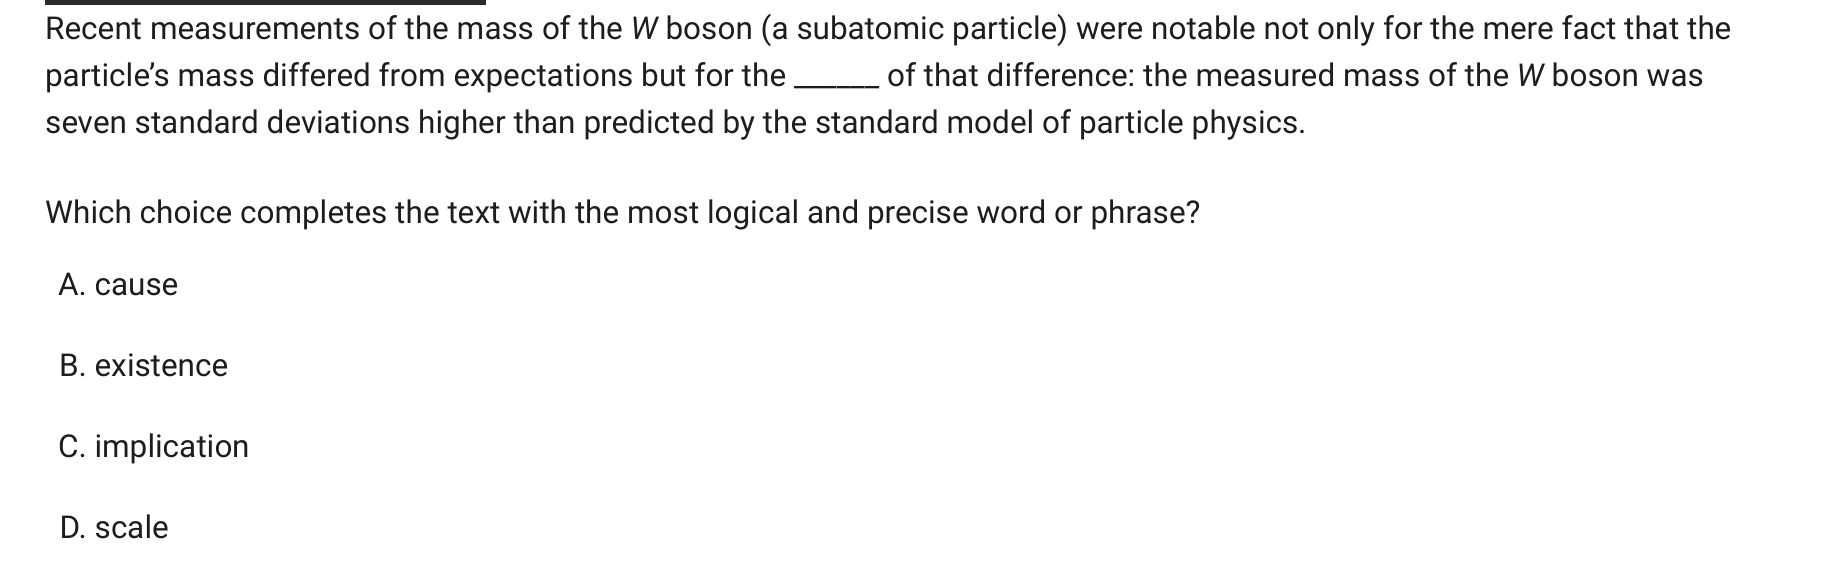 Recent measurements of the mass of the W boson (a subatomic particle) were notable not only for the mere fact that the
particle’s mass differed from expectations but for the ______ of that difference: the measured mass of the W boson was
seven standard deviations higher than predicted by the standard model of particle physics.
Which choice completes the text with the most logical and precise word or phrase?
A. cause
B. existence
C. implication
D. scale